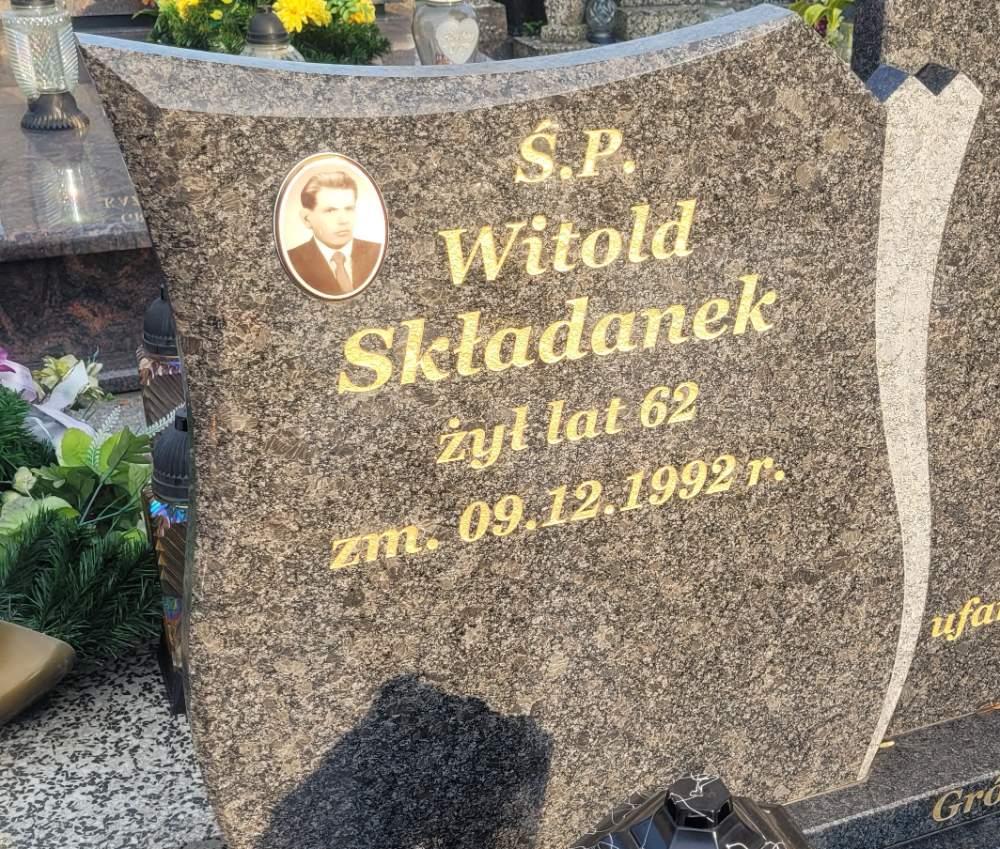 Ś.P.
Witold
Składanek
żył lat 62
zm. 09.12.1992 r.